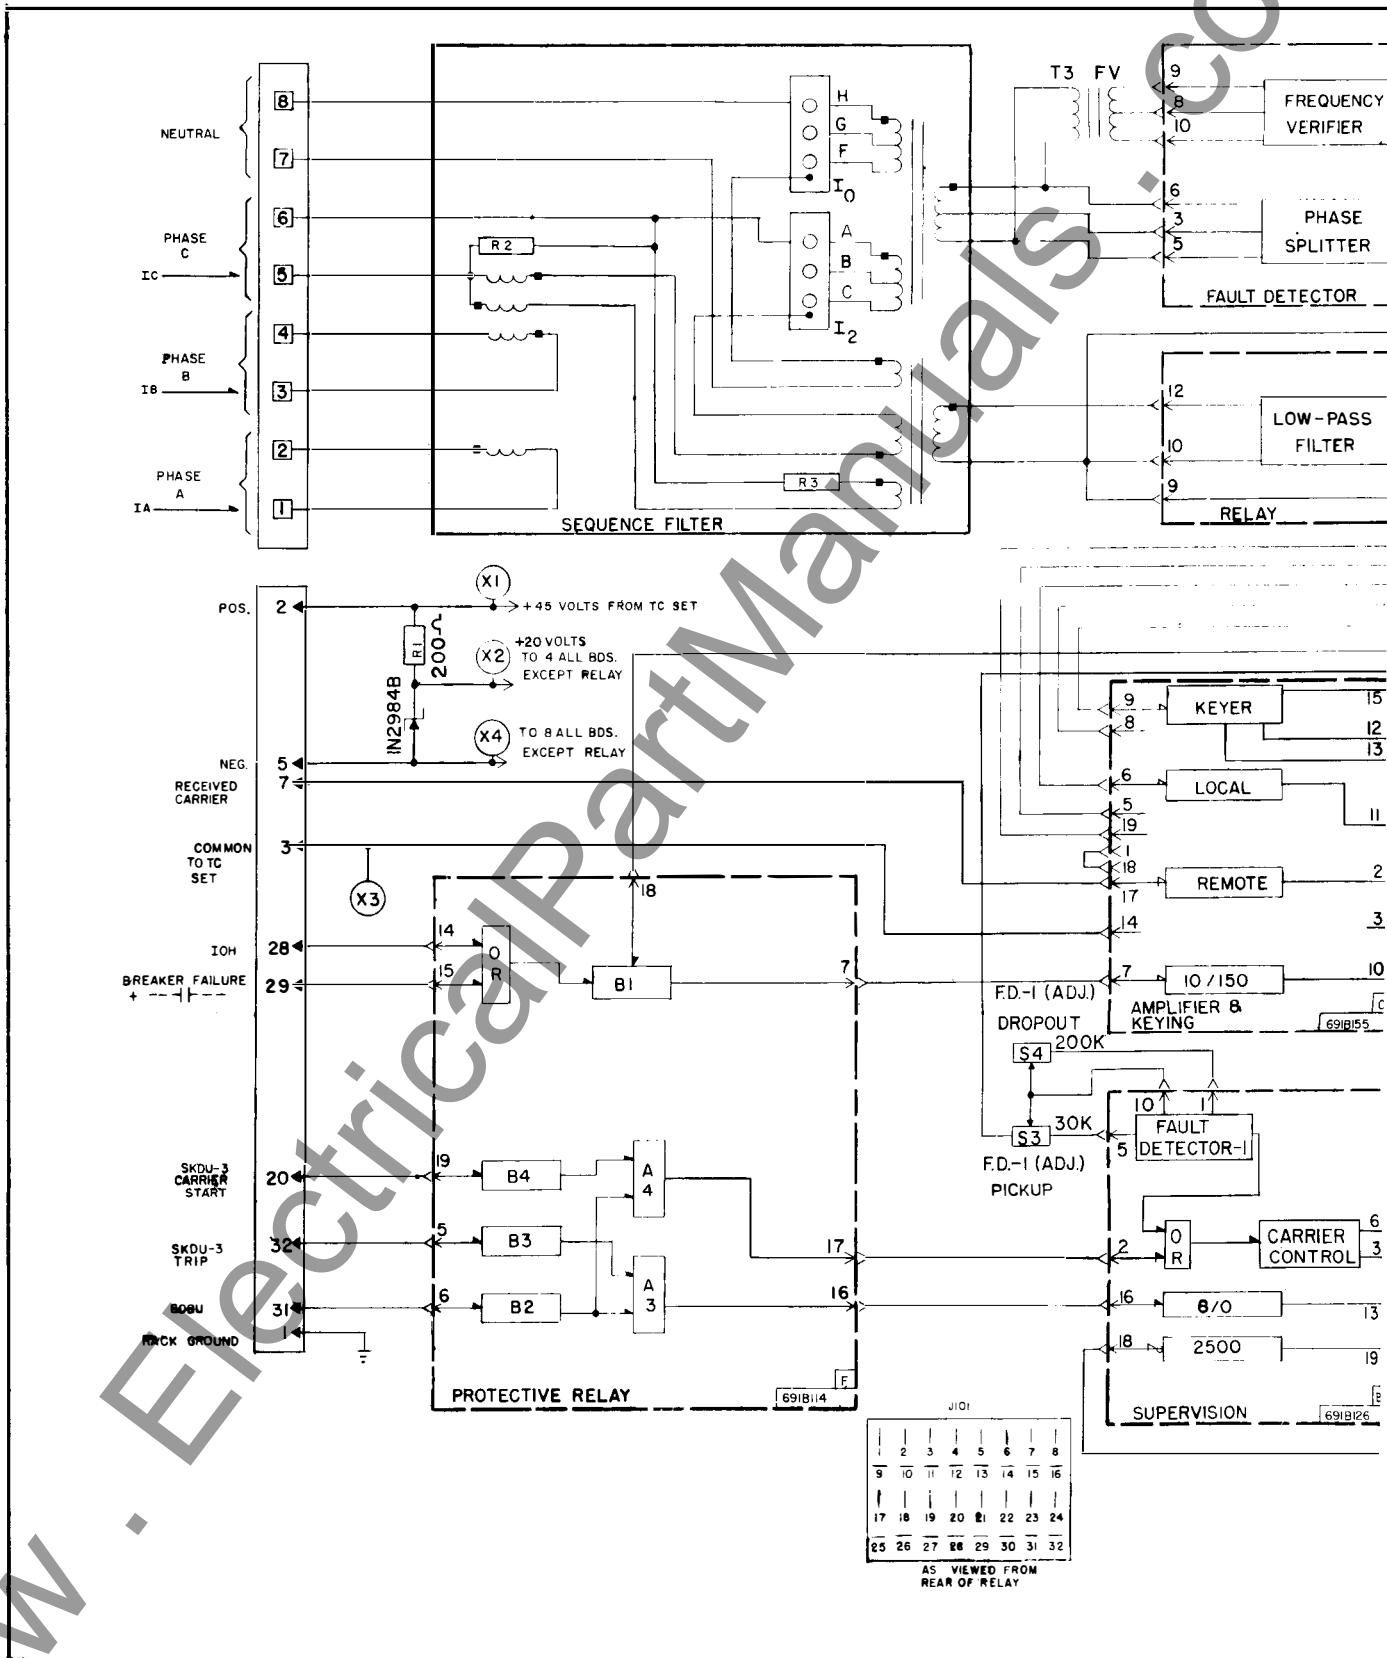 8
NEUTRAL
7
6
PHASE
C
IC
5
4
PHASE
B
IB
3
2
PHASE
A
IA
1
H
G
F
I0
A
B
C
I2
R2
R3
SEQUENCE FILTER
T3 FV
9
8
10
FREQUENCY
VERIFIER
6
3
5
PHASE
SPLITTER
FAULT DETECTOR
12
10
9
LOW-PASS
FILTER
RELAY
POS.
2
X1
+45 VOLTS FROM TC SET
R1
200Ω
X2
+20 VOLTS
TO 4 ALL BDS.
EXCEPT RELAY
IN2984B
X4
TO 8 ALL BDS.
EXCEPT RELAY
NEG.
5
RECEIVED
CARRIER
7
COMMON
TO TC
SET
3
X3
IOH
28
BREAKER FAILURE
+
29
SKDU-3
CARRIER
START
20
SKDU-3
TRIP
32
31
RACK GROUND
1
18
14
15
O
R
B1
7
19
B4
A
4
5
B3
17
6
B2
A
3
16
PROTECTIVE RELAY
F
691B114
9
8
KEYER
15
12
13
6
LOCAL
11
5
19
1
18
17
REMOTE
2
14
3
7
10/150
10
AMPLIFIER &
KEYING
691B155
F.D.-1 (ADJ.)
DROPOUT
S4
200K
S3
30K
F.D.-1 (ADJ.)
PICKUP
10
1
5
FAULT
DETECTOR-1
2
O
R
CARRIER
CONTROL
6
3
16
8/0
13
18
2500
19
SUPERVISION
691B126
J101
1 2 3 4 5 6 7 8
9 10 11 12 13 14 15 16
17 18 19 20 21 22 23 24
25 26 27 28 29 30 31 32
AS VIEWED FROM
REAR OF RELAY
w . ElectricalPartManuals . co